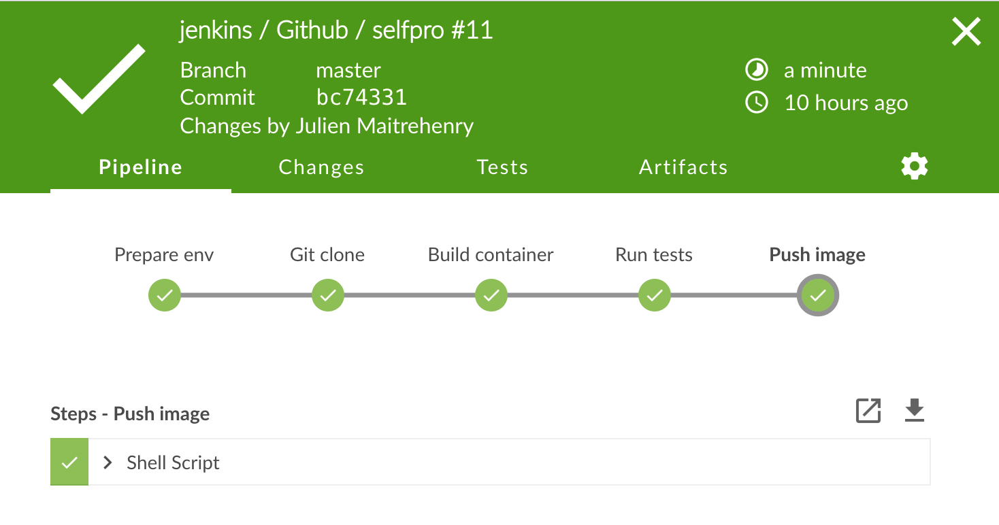 jenkins / Github / selfpro #11
Branch master
Commit bc74331
Changes by Julien Maitrehenry
a minute
10 hours ago
Pipeline Changes Tests Artifacts
Prepare env Git clone Build container Run tests Push image
Steps - Push image
Shell Script